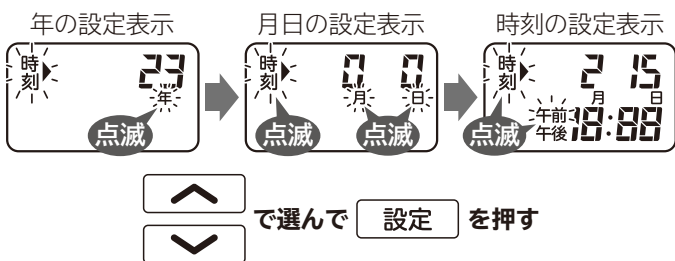 年の設定表示 月日の設定表示 時刻の設定表示
時刻 23 時刻 0 0 時刻 2 15
年 月 日 月 日
点滅 点滅 点滅 点滅 午前 午後 18:88
で選んで 設定 を押す